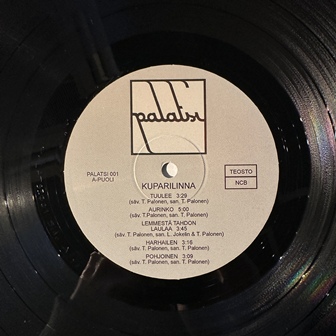 palatsi
PALATSI 001
A-PUOLI
TEOSTO
NCB
KUPARILINNA
TUULEE 3:29
(säv. T. Palonen, san. T. Palonen)
AURINKO 5:00
(säv. T.Palonen, san. T. Palonen)
LEMMESTÄ TAHDON
LAULAA 3:45
(säv. T. Palonen, san. L. Jokelin & T. Palonen)
HARHAILEN 3:15
(säv. T. Palonen, san. T. Palonen)
POHJOINEN 3:09
(säv. T.Palonen, san. T. Palonen)